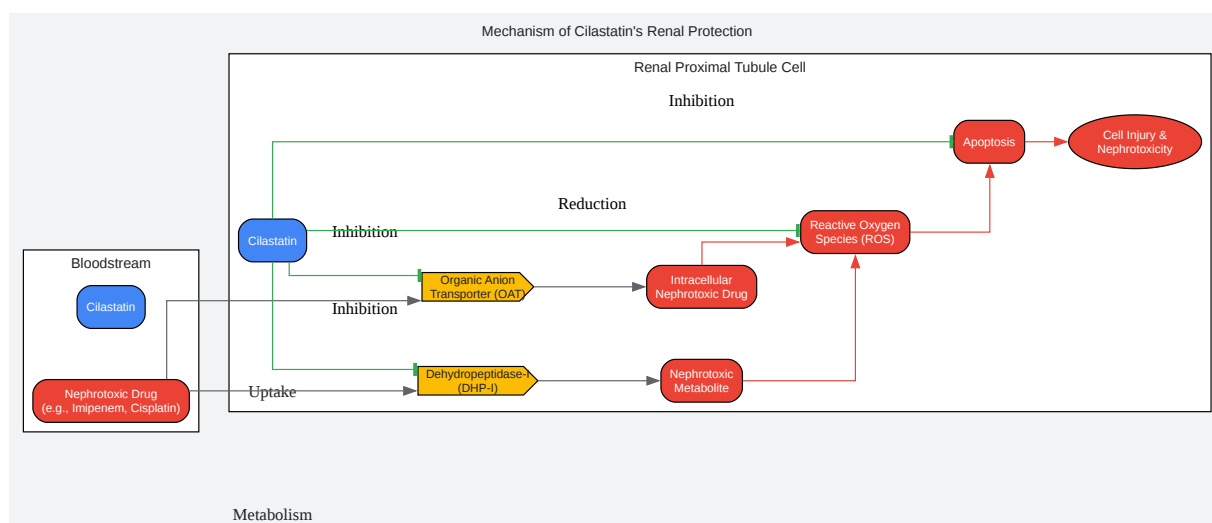 Mechanism of Cilastatin's Renal Protection
Renal Proximal Tubule Cell
Inhibition
Apoptosis
Cell Injury &
Nephrotoxicity
Reduction
Cilastatin
Inhibition
Reactive Oxygen
Species (ROS)
Bloodstream
Cilastatin
Organic Anion
Transporter (OAT)
Intracellular
Nephrotoxic Drug
Inhibition
Nephrotoxic Drug
(e.g., Imipenem, Cisplatin)
Uptake
Dehydropeptidase-I
(DHP-I)
Nephrotoxic
Metabolite
Metabolism